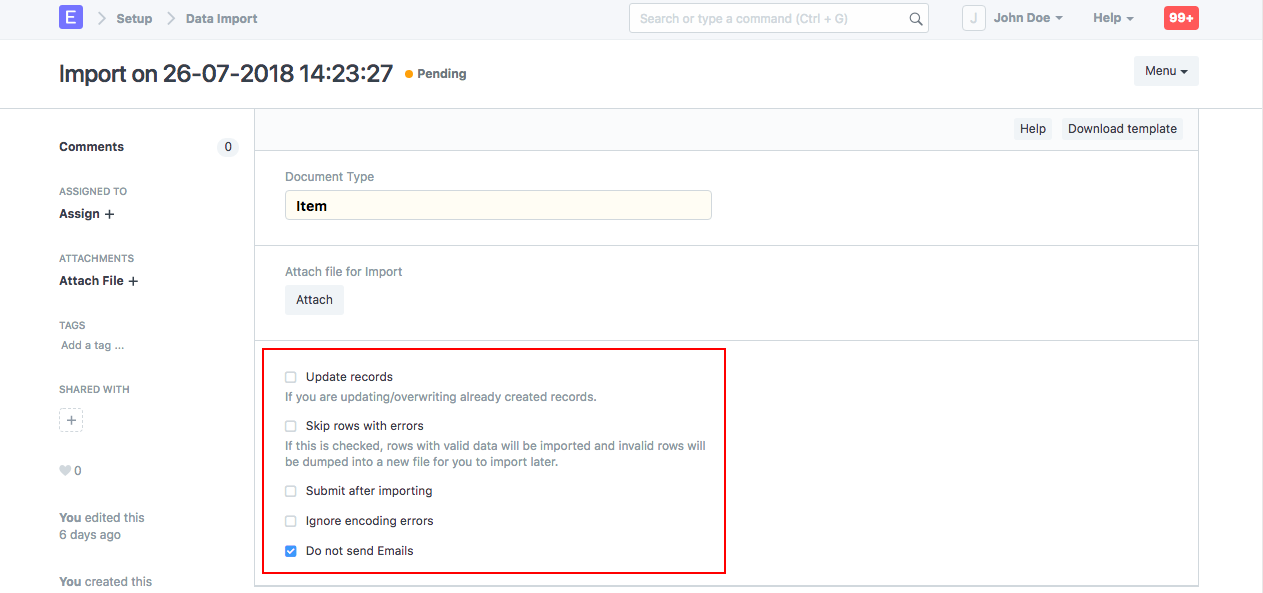 E Setup Data Import Search or type a command (Ctrl + G) J John Doe Help 99+
Import on 26-07-2018 14:23:27 Pending Menu
Comments 0
ASSIGNED TO
Assign +
ATTACHMENTS
Attach File +
TAGS
Add a tag ...
SHARED WITH
+
0
You edited this
6 days ago
You created this
Help Download template
Document Type
Item
Attach file for Import
Attach
Update records
If you are updating/overwriting already created records.
Skip rows with errors
If this is checked, rows with valid data will be imported and invalid rows will
be dumped into a new file for you to import later.
Submit after importing
Ignore encoding errors
Do not send Emails